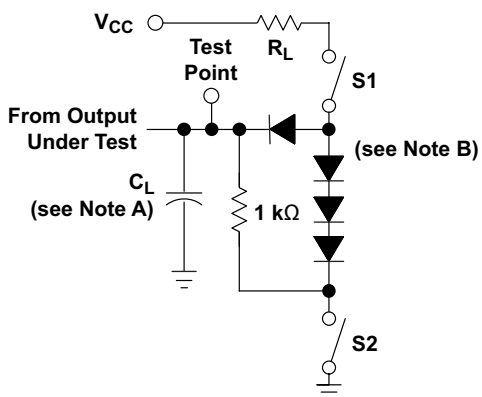 VCC
RL
Test
Point
S1
From Output
Under Test
(see Note B)
CL
(see Note A)
1 kΩ
S2